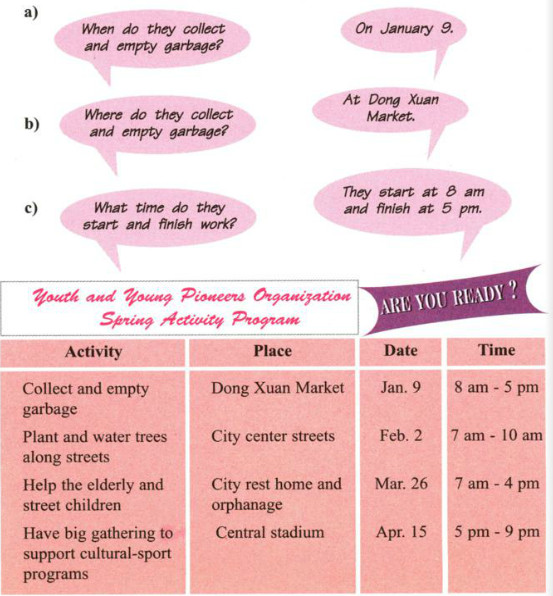 a)
When do they collect
and empty garbage?
On January 9.
b)
Where do they collect
and empty garbage?
At Dong Xuan
Market.
c)
What time do they
start and finish work?
They start at 8 am
and finish at 5 pm.
Youth and Young Pioneers Organization
Spring Activity Program
ARE YOU READY ?
Activity Place Date Time
Collect and empty
garbage
Dong Xuan Market
Jan. 9
8 am - 5 pm
Plant and water trees
along streets
City center streets
Feb. 2
7 am - 10 am
Help the elderly and
street children
City rest home and
orphanage
Mar. 26
7 am - 4 pm
Have big gathering to
support cultural-sport
programs
Central stadium
Apr. 15
5 pm - 9 pm